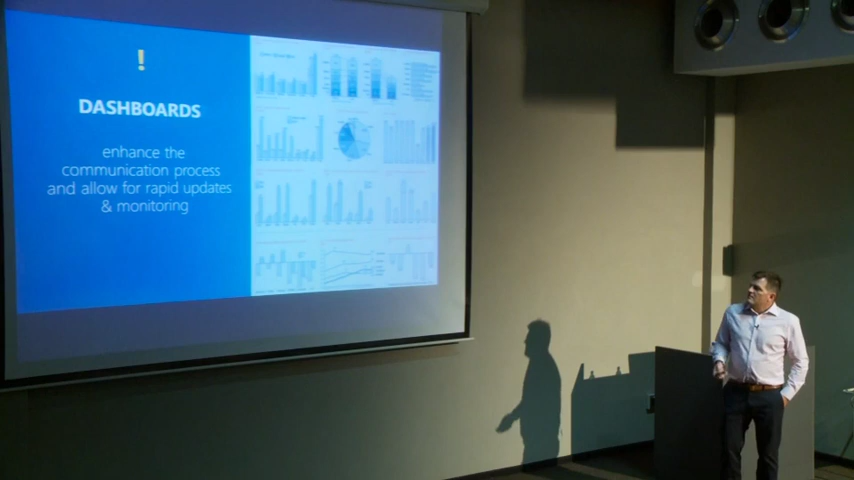 !
DASHBOARDS
enhance the
communication process
and allow for rapid updates
& monitoring